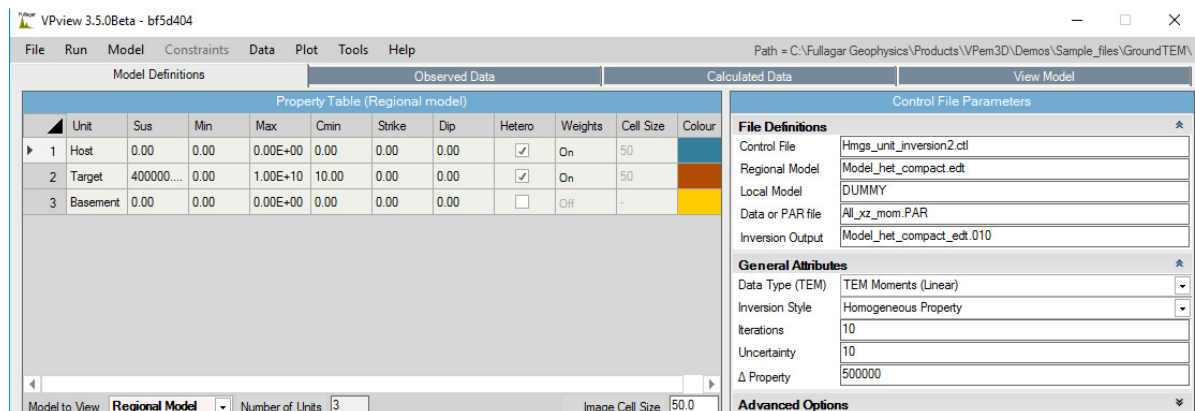 VPview 3.5.0Beta - bf5d404
File Run Model Constraints Data Plot Tools Help Path = C:\Fullagar Geophysics\Products\VPem3D\Demos\Sample_files\GroundTEM\
Model Definitions Observed Data Calculated Data View Model
Property Table (Regional model)
Unit Sus Min Max Cmin Strike Dip Hetero Weights Cell Size Colour
1 Host 0.00 0.00 0.00E+00 0.00 0.00 0.00 On 50
2 Target 400000.... 0.00 1.00E+10 10.00 0.00 0.00 On 50
3 Basement 0.00 0.00 0.00E+00 0.00 0.00 0.00 Off -
Model to View Regional Model Number of Units 3 Image Cell Size 50.0
Control File Parameters
File Definitions
Control File Hmgs_unit_inversion2.ctl
Regional Model Model_het_compact.edt
Local Model DUMMY
Data or PAR file All_xz_mom.PAR
Inversion Output Model_het_compact_edt.010
General Attributes
Data Type (TEM) TEM Moments (Linear)
Inversion Style Homogeneous Property
Iterations 10
Uncertainty 10
Δ Property 500000
Advanced Options